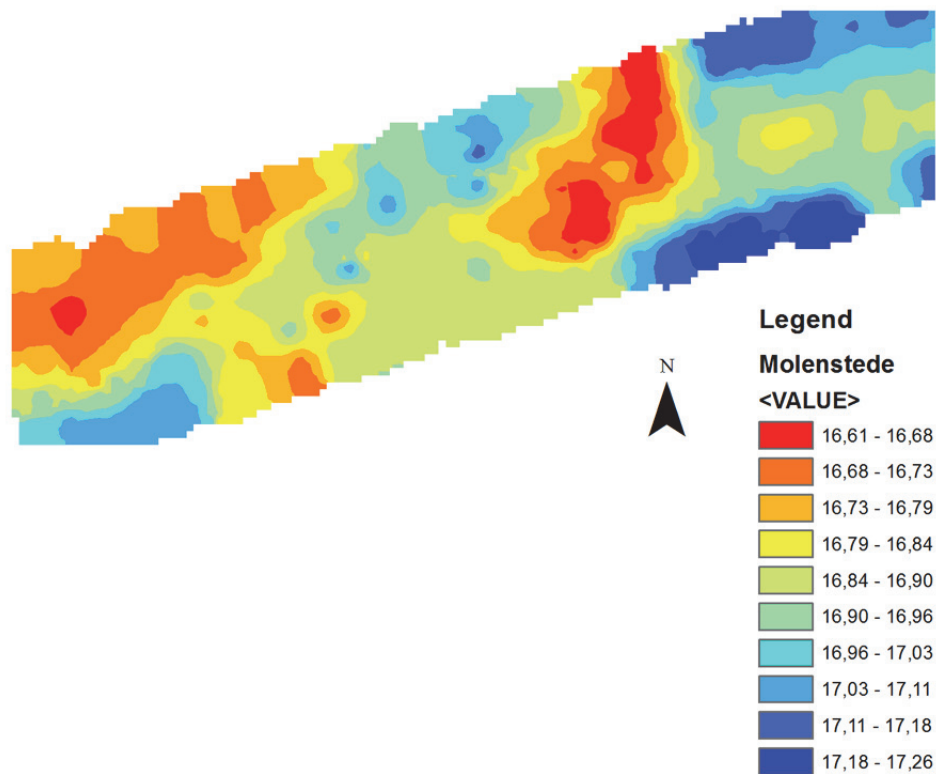 N
Legend
Molenstede
<VALUE>
16,61 - 16,68
16,68 - 16,73
16,73 - 16,79
16,79 - 16,84
16,84 - 16,90
16,90 - 16,96
16,96 - 17,03
17,03 - 17,11
17,11 - 17,18
17,18 - 17,26